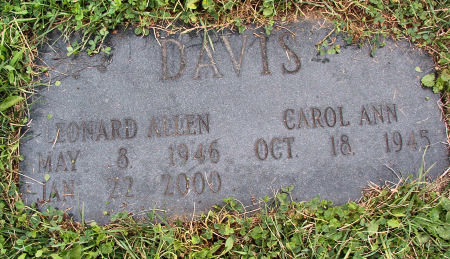 DAVIS
LEONARD ALLEN CAROL ANN
MAY 8, 1946 OCT. 18, 1945
JAN. 22 2000